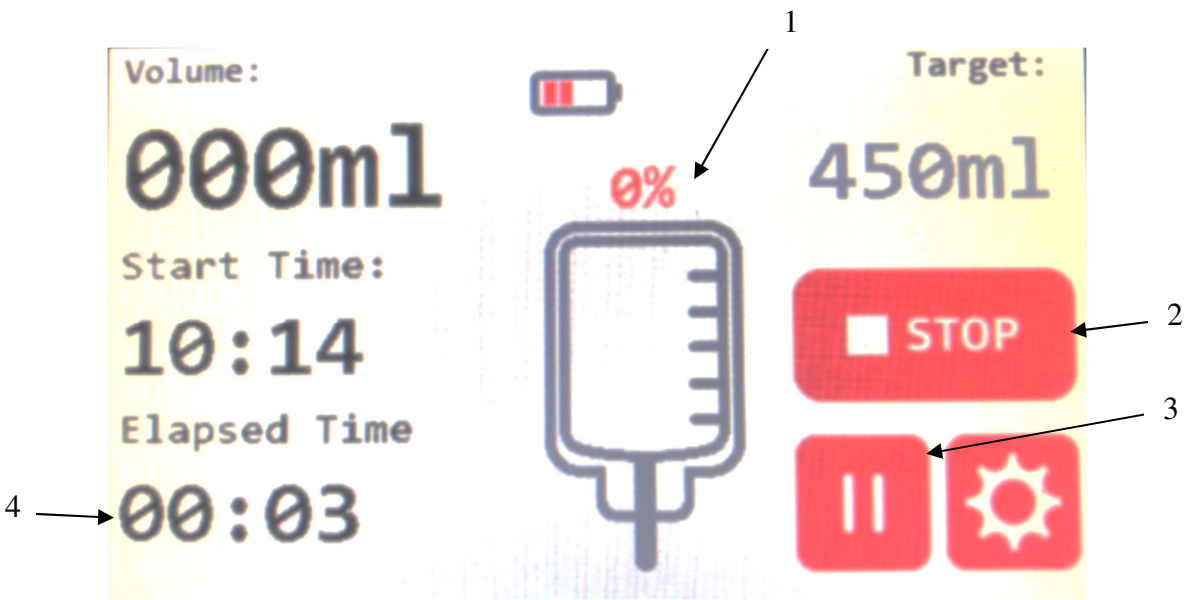 1
Volume:
Target:
000ml
0%
450ml
Start Time:
10:14
STOP
2
Elapsed Time
3
00:03
4